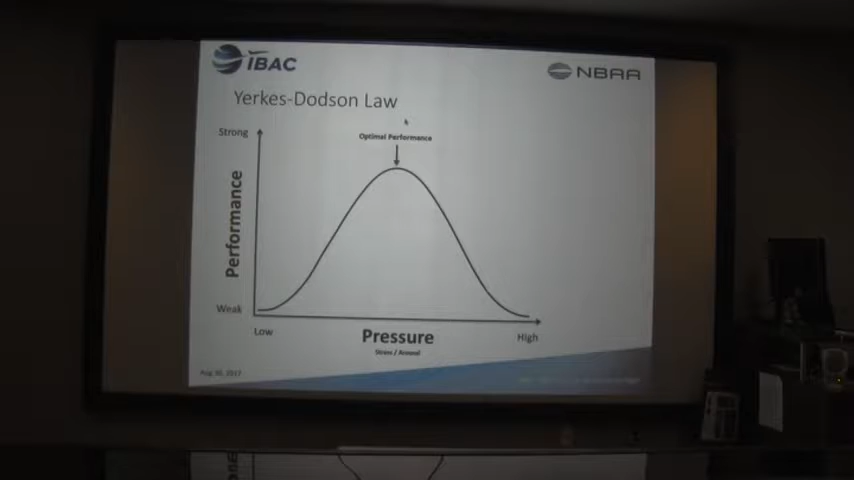 IBAC
NBAA
Yerkes-Dodson Law
Strong
Optimal Performance
Performance
Weak
Low
Pressure
High
Stress / Arousal
Aug 30, 2017